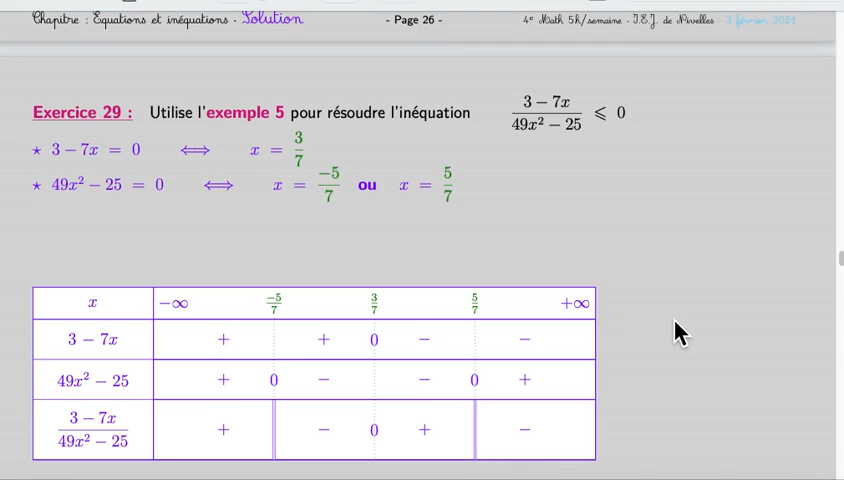 Chapitre : Equations et inéquations - Solution - Page 26 - 4e Math 5h/semaine - I.E.J. de Nivelles 3 février 2021
Exercice 29 : Utilise l'exemple 5 pour résoudre l'inéquation (3 − 7x)/(49x² − 25) ⩽ 0
⋆ 3 − 7x = 0 ⟺ x = 3/7
⋆ 49x² − 25 = 0 ⟺ x = −5/7 ou x = 5/7
x −∞ −5/7 3/7 5/7 +∞
3 − 7x + + 0 − −
49x² − 25 + 0 − − 0 +
(3 − 7x)/(49x² − 25) + − 0 + −